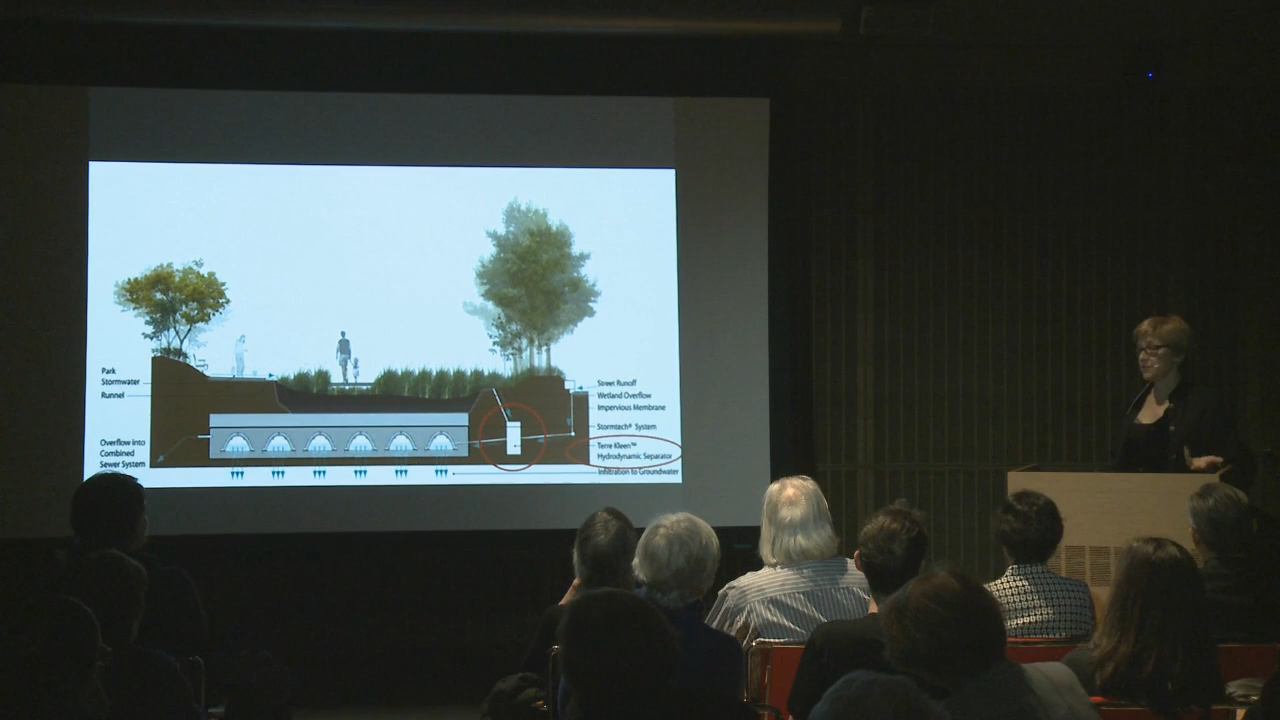 Park
Stormwater
Runnel
Overflow into
Combined
Sewer System
Street Runoff
Wetland Overflow
Impervious Membrane
Stormtech® System
Terre Kleen™
Hydrodynamic Separator
Infiltration to Groundwater